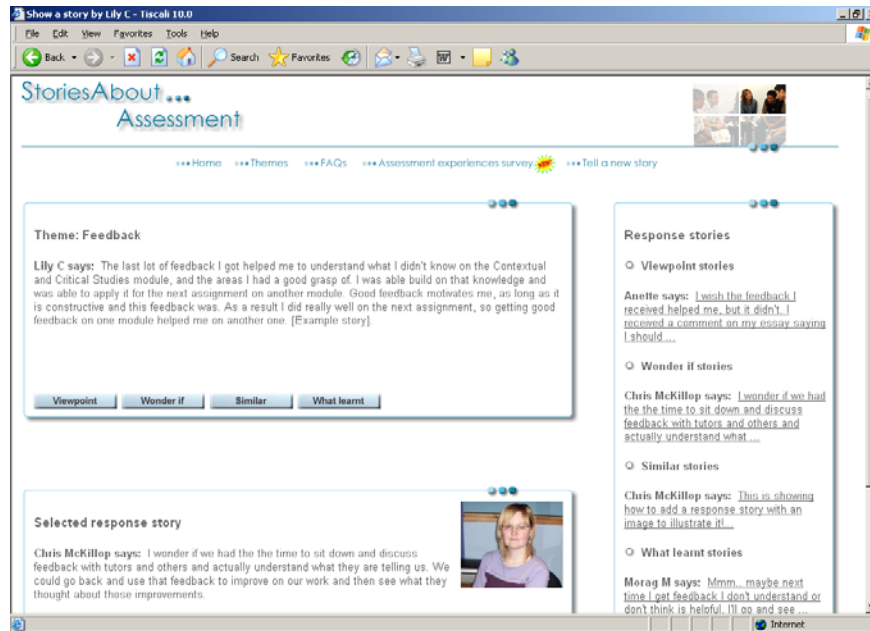 Show a story by Lily C - Tiscali 10.0
File Edit View Favorites Tools Help
Back Search Favorites
StoriesAbout...
Assessment
Home Themes FAQs Assessment experiences survey Tell a new story
Theme: Feedback
Lily C says: The last lot of feedback I got helped me to understand what I didn't know on the Contextual
and Critical Studies module, and the areas I had a good grasp of. I was able build on that knowledge and
was able to apply it for the next assignment on another module. Good feedback motivates me, as long as it
is constructive and this feedback was. As a result I did really well on the next assignment, so getting good
feedback on one module helped me on another one. [Example story]
Viewpoint Wonder if Similar What learnt
Selected response story
Chris McKillop says: I wonder if we had the the time to sit down and discuss
feedback with tutors and others and actually understand what they are telling us. We
could go back and use that feedback to improve on our work and then see what they
thought about those improvements.
Response stories
Viewpoint stories
Anette says: I wish the feedback I
received helped me, but it didn't. I
received a comment on my essay saying
I should ...
Wonder if stories
Chris McKillop says: I wonder if we had
the the time to sit down and discuss
feedback with tutors and others and
actually understand what ...
Similar stories
Chris McKillop says: This is showing
how to add a response story with an
image to illustrate it!...
What learnt stories
Morag M says: Mmm.. maybe next
time I get feedback I don't understand or
don't think is helpful, I'll go and see ...
Internet